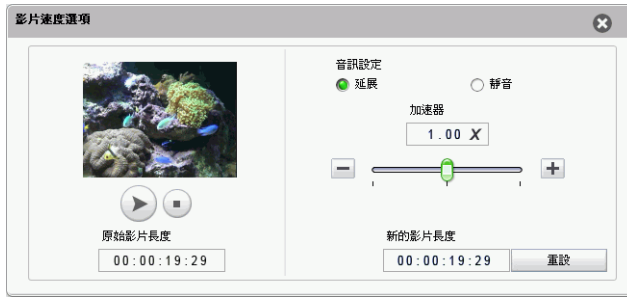 影片速度選項
音訊設定
延展
靜音
加速器
1.00 X
原始影片長度
00:00:19:29
新的影片長度
00:00:19:29
重設